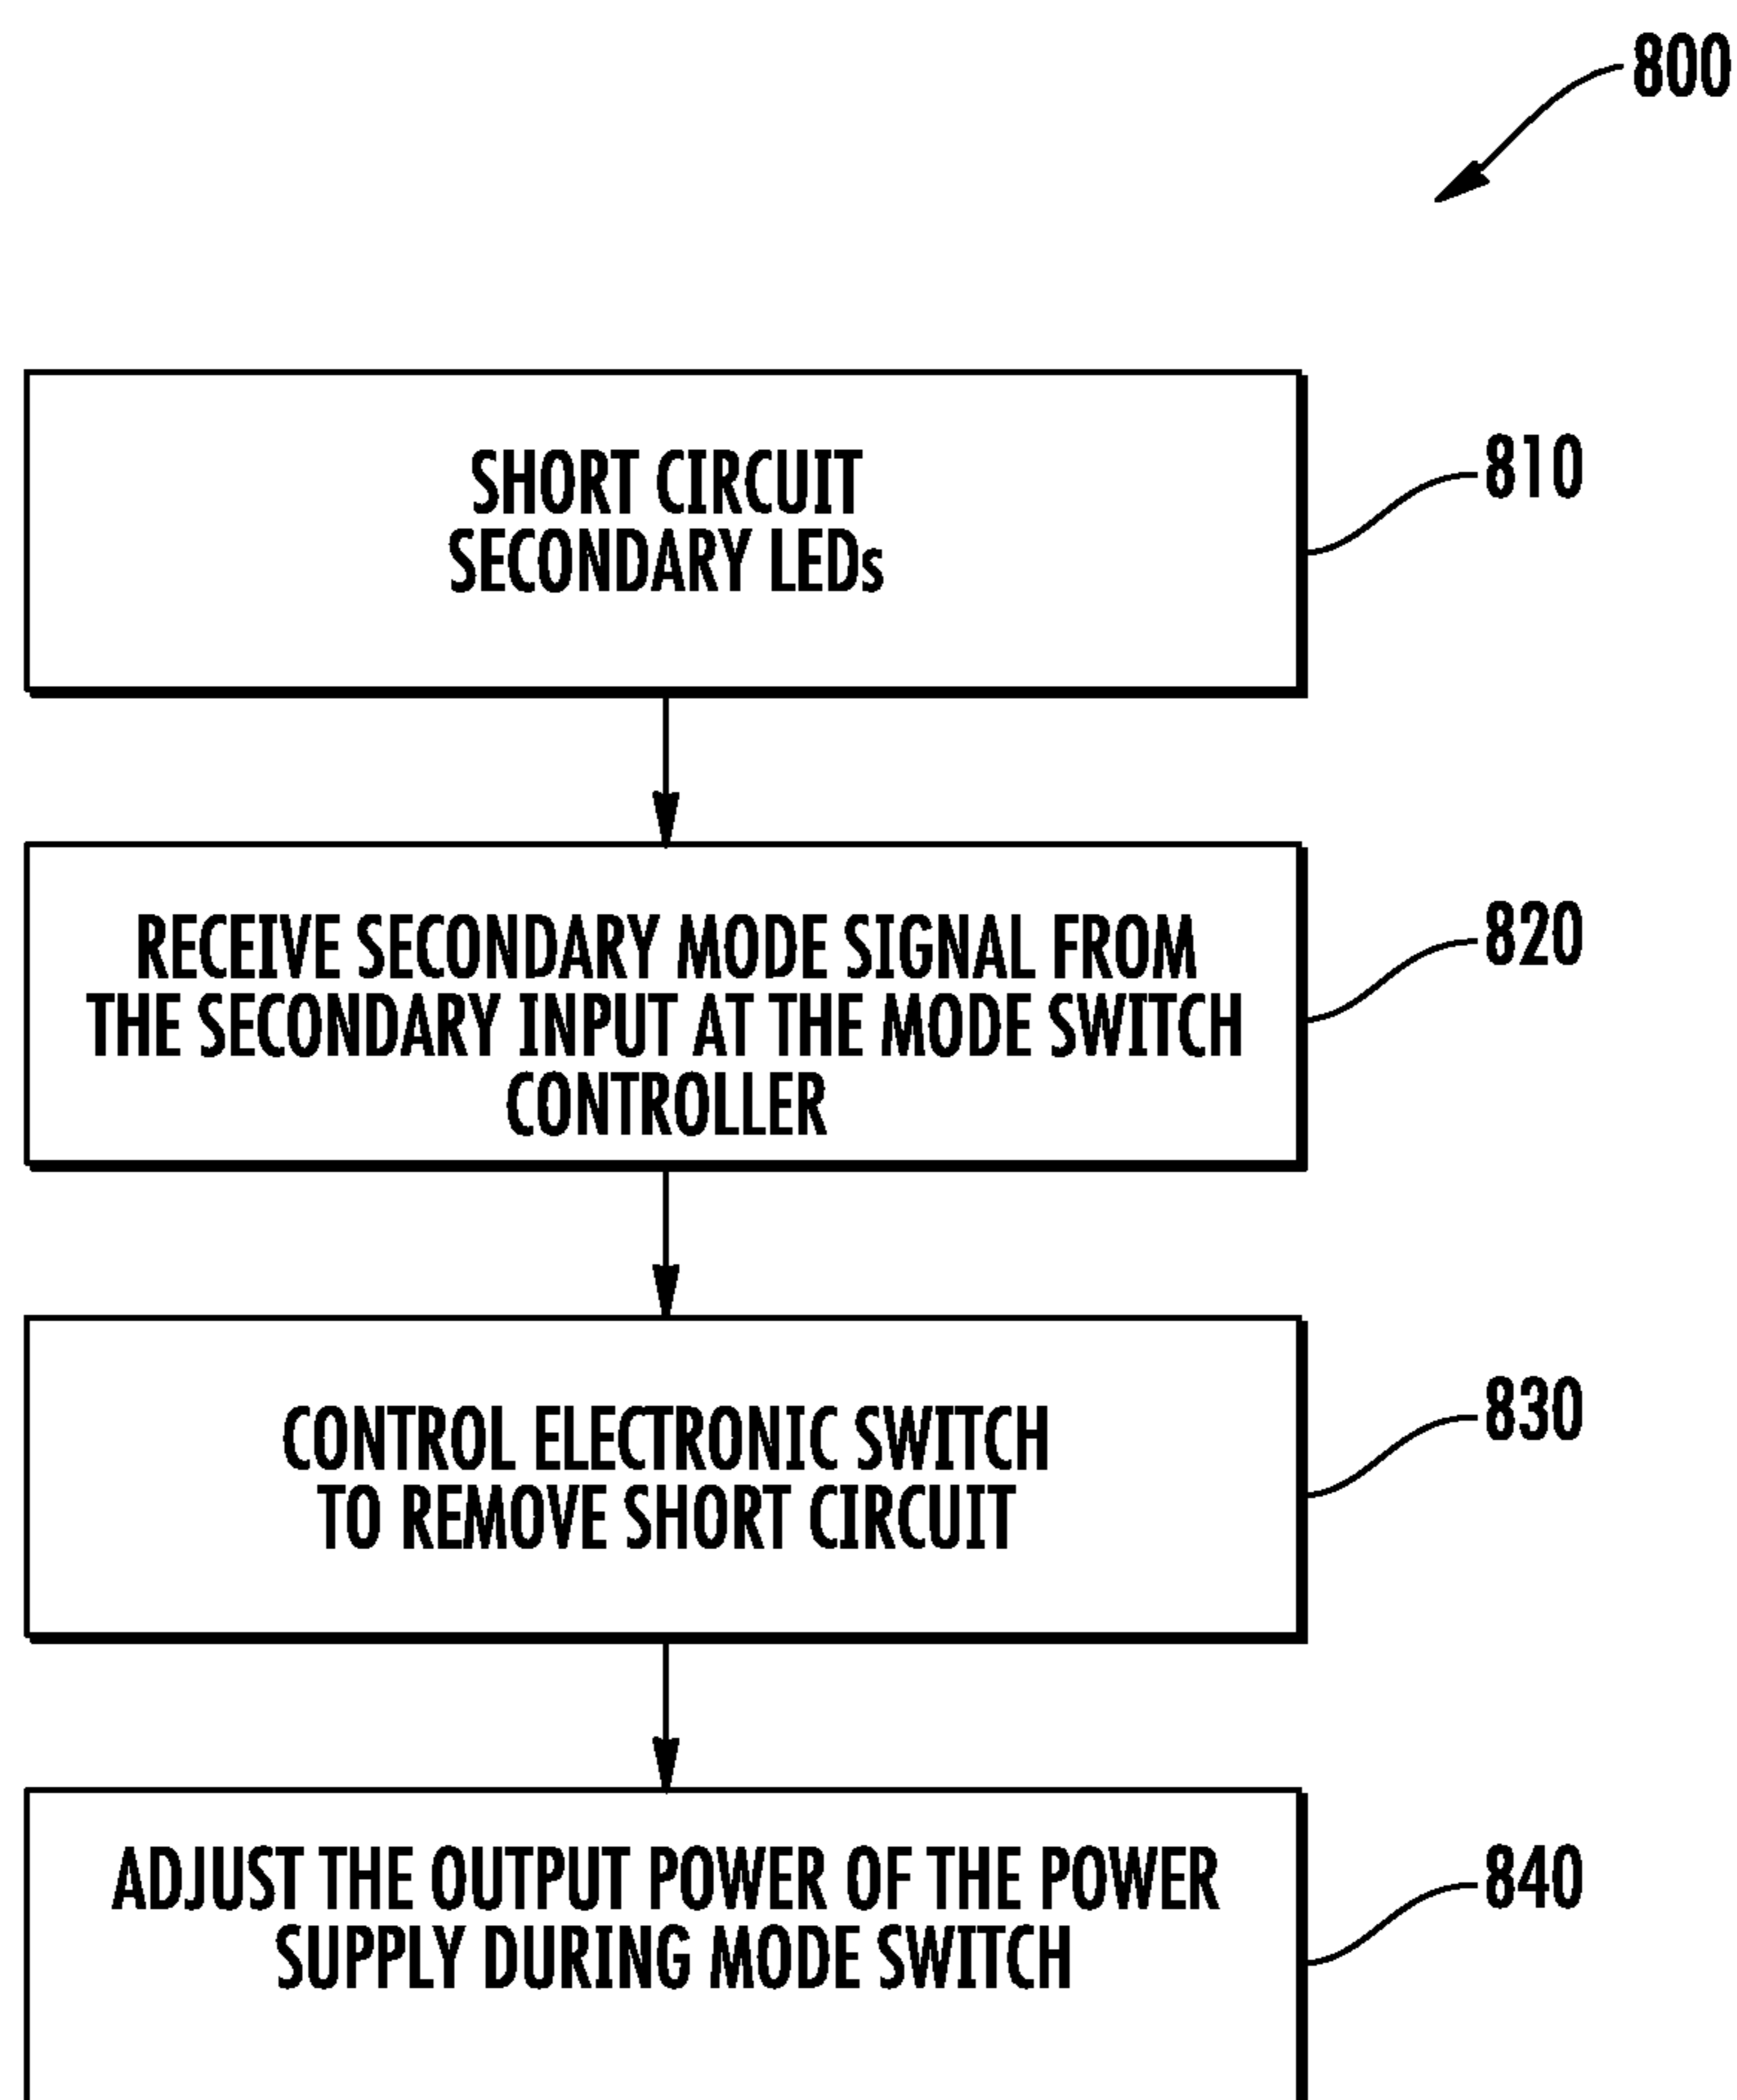 800
SHORT CIRCUIT
SECONDARY LEDs
810
RECEIVE SECONDARY MODE SIGNAL FROM
THE SECONDARY INPUT AT THE MODE SWITCH
CONTROLLER
820
CONTROL ELECTRONIC SWITCH
TO REMOVE SHORT CIRCUIT
830
ADJUST THE OUTPUT POWER OF THE POWER
SUPPLY DURING MODE SWITCH
840